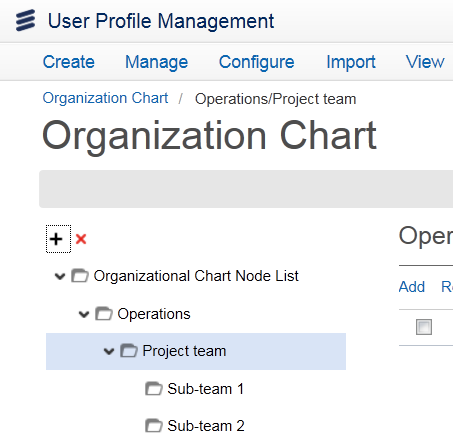 User Profile Management
Create Manage Configure Import View
Organization Chart / Operations/Project team
Organization Chart
Oper
Organizational Chart Node List
Add R
Operations
Project team
Sub-team 1
Sub-team 2